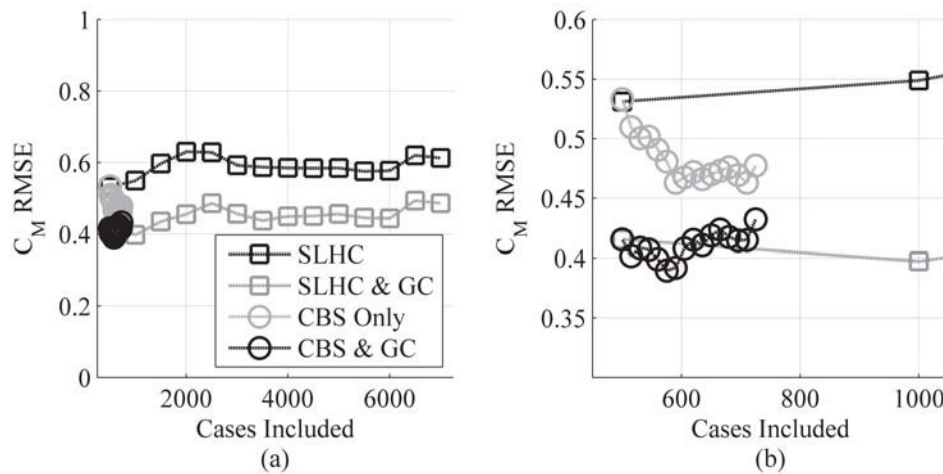 1
0.8
0.6
0.4
0.2
0
C_M RMSE
2000 4000 6000
Cases Included
(a)
SLHC
SLHC & GC
CBS Only
CBS & GC
0.6
0.55
0.5
0.45
0.4
0.35
C_M RMSE
600 800 1000
Cases Included
(b)